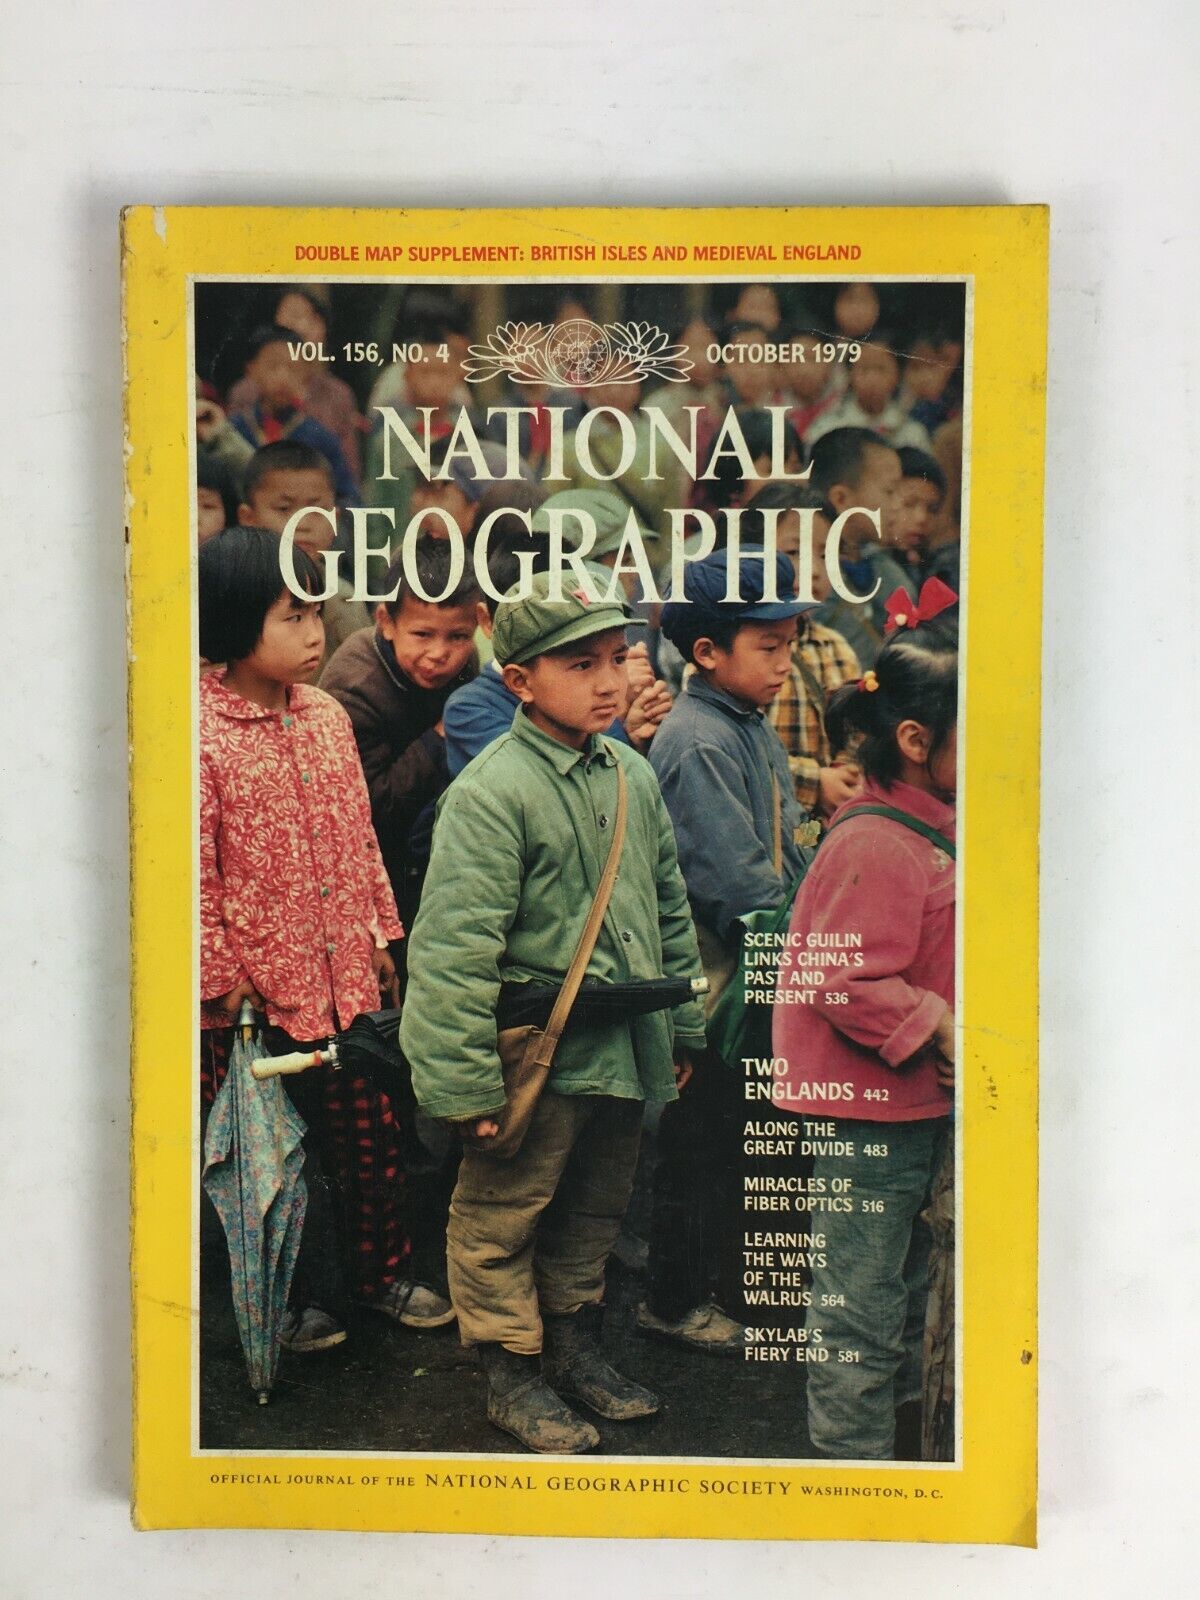 DOUBLE MAP SUPPLEMENT: BRITISH ISLES AND MEDIEVAL ENGLAND
VOL. 156, NO. 4
OCTOBER 1979
NATIONAL
GEOGRAPHIC
SCENIC GUILIN
LINKS CHINA'S
PAST AND
PRESENT 536
TWO
ENGLANDS 442
ALONG THE
GREAT DIVIDE 483
MIRACLES OF
FIBER OPTICS 516
LEARNING
THE WAYS
OF THE
WALRUS 564
SKYLAB'S
FIERY END 581
OFFICIAL JOURNAL OF THE NATIONAL GEOGRAPHIC SOCIETY WASHINGTON, D.C.